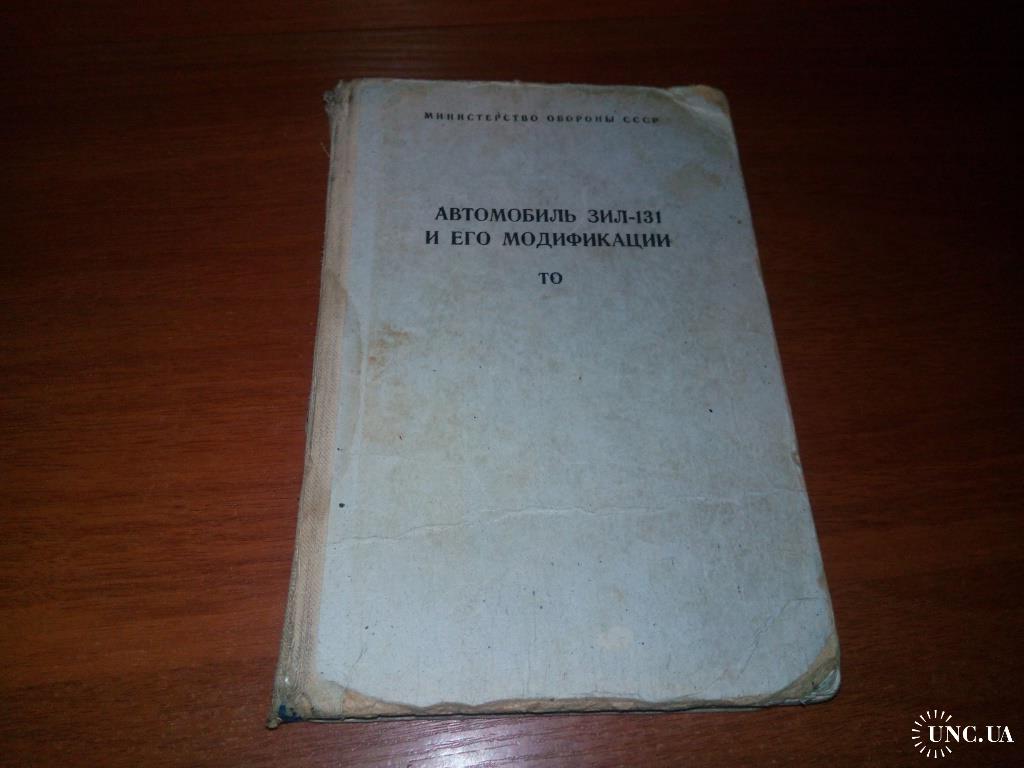 МИНИСТЕРСТВО ОБОРОНЫ СССР
АВТОМОБИЛЬ ЗИЛ-131
И ЕГО МОДИФИКАЦИИ
ТО
UNC.UA